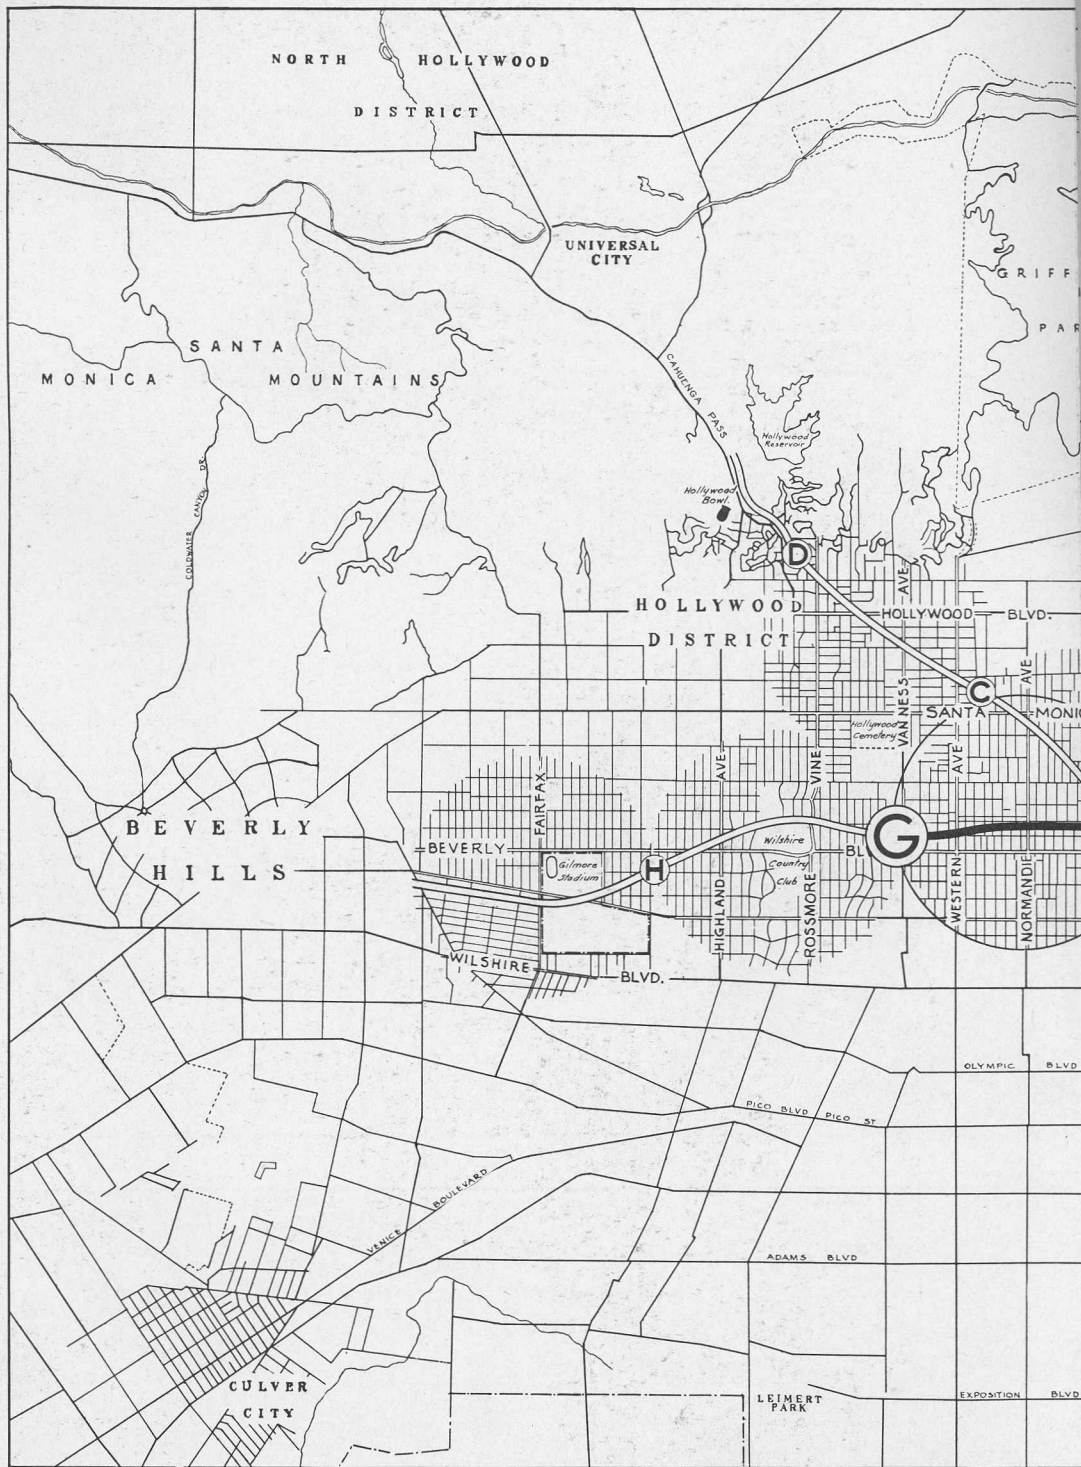 NORTH HOLLYWOOD
DISTRICT
UNIVERSAL
CITY
GRIFF
PAR
SANTA
MONICA MOUNTAINS
CAHUENGA PASS
Hollywood
Reservoir
Hollywood
Bowl.
COLDWATER CANYON DR.
D
HOLLYWOOD
DISTRICT
AVE
HOLLYWOOD BLVD.
AVE
C
VAN NESS
SANTA MONIC
Hollywood
Cemetery
AVE
VINE
AVE
FAIRFAX
BEVERLY
HILLS
BEVERLY BL
G
Wilshire
Country
Club
Gilmore
Stadium
H
HIGHLAND
ROSSMORE
WESTERN
NORMANDIE
WILSHIRE BLVD.
OLYMPIC BLVD
PICO BLVD PICO ST
VENICE BOULEVARD
ADAMS BLVD
CULVER
CITY
LEIMERT
PARK
EXPOSITION BLVD